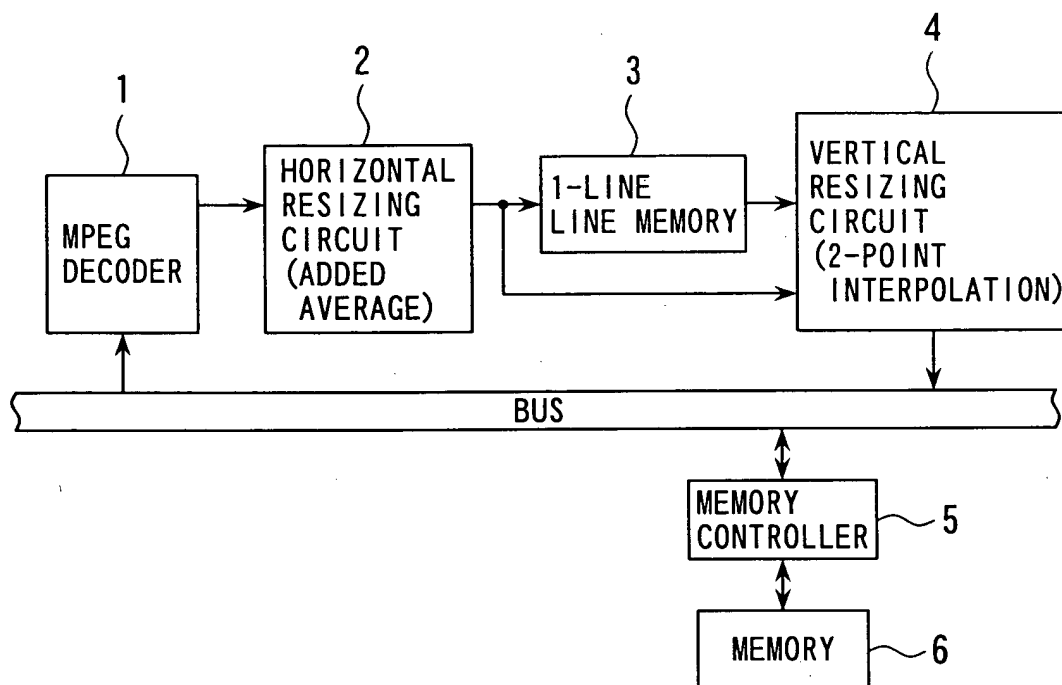 1
MPEG
DECODER
2
HORIZONTAL
RESIZING
CIRCUIT
(ADDED
AVERAGE)
3
1-LINE
LINE MEMORY
4
VERTICAL
RESIZING
CIRCUIT
(2-POINT
INTERPOLATION)
BUS
MEMORY
CONTROLLER
5
MEMORY
6